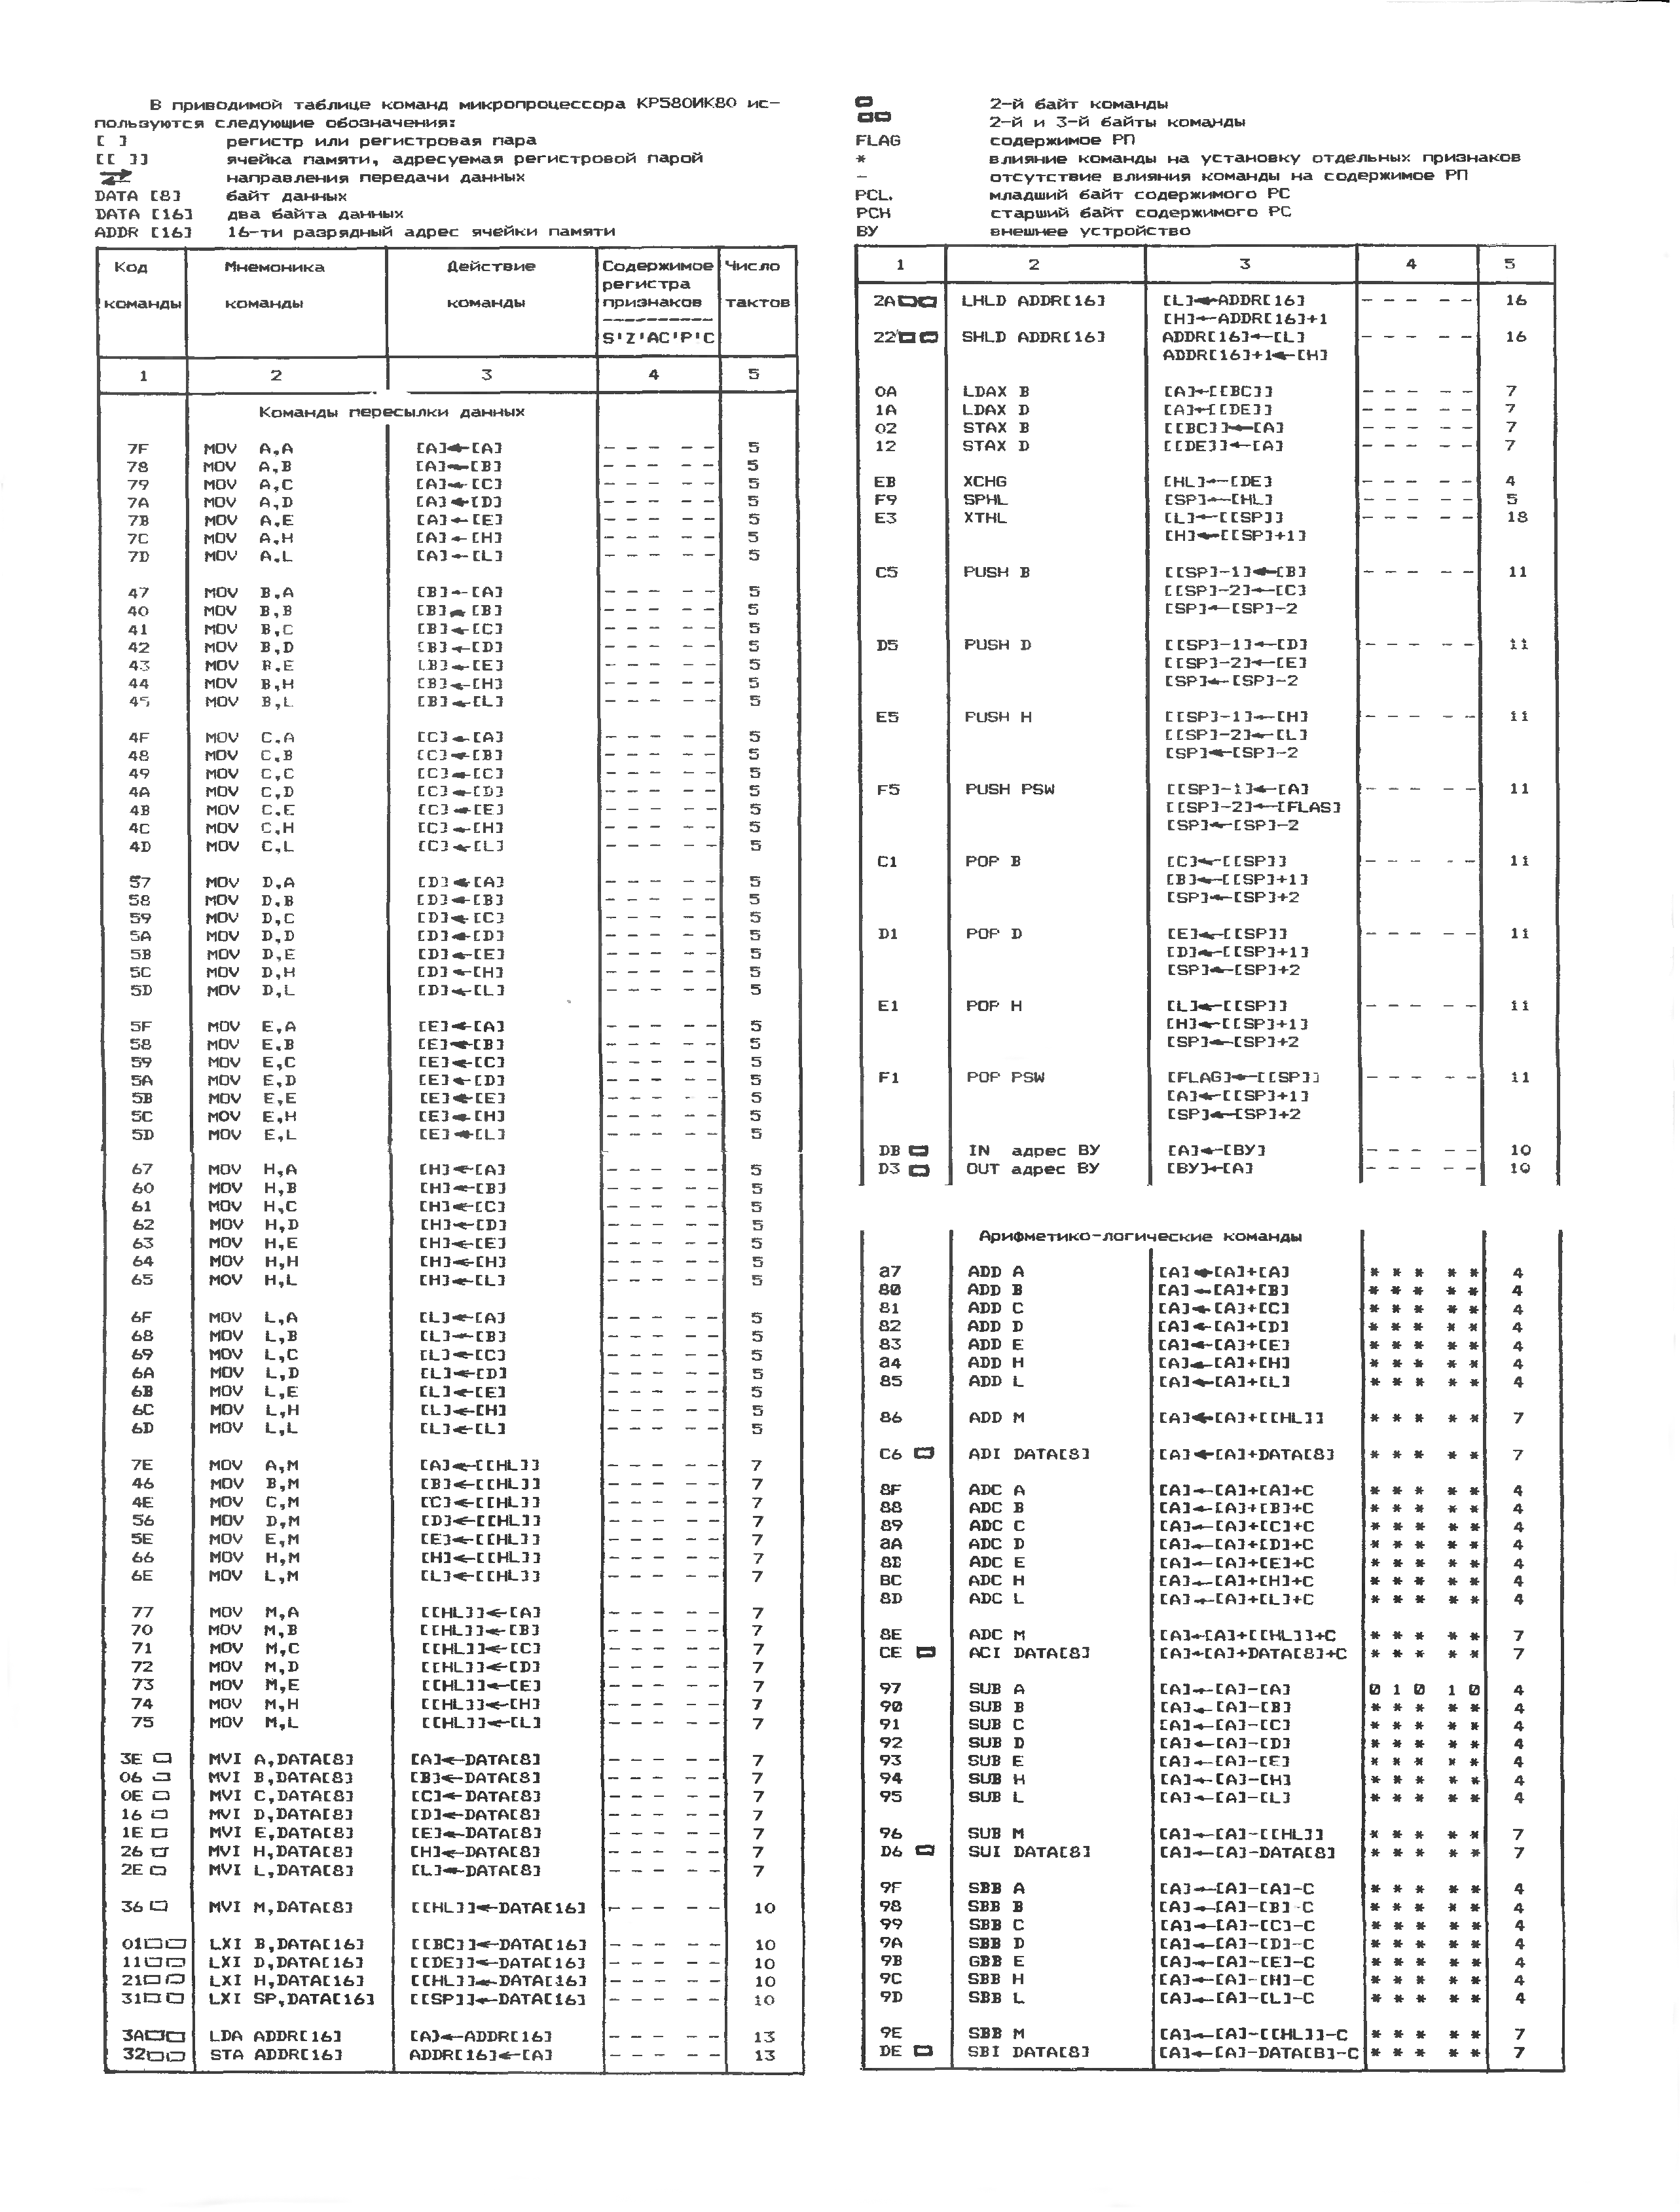 В приводимой таблице команд микропроцессора КР580ИК80 ис-
пользуются следующие обозначения:
[ ] регистр или регистровая пара
[[ ]] ячейка памяти, адресуемая регистровой парой
⇄ направления передачи данных
DATA [8] байт данных
DATA [16] два байта данных
ADDR [16] 16-ти разрядный адрес ячейки памяти
Код команды Мнемоника команды Действие команды Содержимое регистра признаков S'Z'AC'P'C Число тактов
1 2 3 4 5
Команды пересылки данных
7F MOV A,A [A]←[A] - - - - - 5
78 MOV A,B [A]←[B] - - - - - 5
79 MOV A,C [A]←[C] - - - - - 5
7A MOV A,D [A]←[D] - - - - - 5
7B MOV A,E [A]←[E] - - - - - 5
7C MOV A,H [A]←[H] - - - - - 5
7D MOV A,L [A]←[L] - - - - - 5
47 MOV B,A [B]←[A] - - - - - 5
40 MOV B,B [B]←[B] - - - - - 5
41 MOV B,C [B]←[C] - - - - - 5
42 MOV B,D [B]←[D] - - - - - 5
43 MOV B,E [B]←[E] - - - - - 5
44 MOV B,H [B]←[H] - - - - - 5
45 MOV B,L [B]←[L] - - - - - 5
4F MOV C,A [C]←[A] - - - - - 5
48 MOV C,B [C]←[B] - - - - - 5
49 MOV C,C [C]←[C] - - - - - 5
4A MOV C,D [C]←[D] - - - - - 5
4B MOV C,E [C]←[E] - - - - - 5
4C MOV C,H [C]←[H] - - - - - 5
4D MOV C,L [C]←[L] - - - - - 5
57 MOV D,A [D]←[A] - - - - - 5
58 MOV D,B [D]←[B] - - - - - 5
59 MOV D,C [D]←[C] - - - - - 5
5A MOV D,D [D]←[D] - - - - - 5
5B MOV D,E [D]←[E] - - - - - 5
5C MOV D,H [D]←[H] - - - - - 5
5D MOV D,L [D]←[L] - - - - - 5
5F MOV E,A [E]←[A] - - - - - 5
58 MOV E,B [E]←[B] - - - - - 5
59 MOV E,C [E]←[C] - - - - - 5
5A MOV E,D [E]←[D] - - - - - 5
5B MOV E,E [E]←[E] - - - - - 5
5C MOV E,H [E]←[H] - - - - - 5
5D MOV E,L [E]←[L] - - - - - 5
67 MOV H,A [H]←[A] - - - - - 5
60 MOV H,B [H]←[B] - - - - - 5
61 MOV H,C [H]←[C] - - - - - 5
62 MOV H,D [H]←[D] - - - - - 5
63 MOV H,E [H]←[E] - - - - - 5
64 MOV H,H [H]←[H] - - - - - 5
65 MOV H,L [H]←[L] - - - - - 5
6F MOV L,A [L]←[A] - - - - - 5
68 MOV L,B [L]←[B] - - - - - 5
69 MOV L,C [L]←[C] - - - - - 5
6A MOV L,D [L]←[D] - - - - - 5
6B MOV L,E [L]←[E] - - - - - 5
6C MOV L,H [L]←[H] - - - - - 5
6D MOV L,L [L]←[L] - - - - - 5
7E MOV A,M [A]←[[HL]] - - - - - 7
46 MOV B,M [B]←[[HL]] - - - - - 7
4E MOV C,M [C]←[[HL]] - - - - - 7
56 MOV D,M [D]←[[HL]] - - - - - 7
5E MOV E,M [E]←[[HL]] - - - - - 7
66 MOV H,M [H]←[[HL]] - - - - - 7
6E MOV L,M [L]←[[HL]] - - - - - 7
77 MOV M,A [[HL]]←[A] - - - - - 7
70 MOV M,B [[HL]]←[B] - - - - - 7
71 MOV M,C [[HL]]←[C] - - - - - 7
72 MOV M,D [[HL]]←[D] - - - - - 7
73 MOV M,E [[HL]]←[E] - - - - - 7
74 MOV M,H [[HL]]←[H] - - - - - 7
75 MOV M,L [[HL]]←[L] - - - - - 7
3E ▭ MVI A,DATA[8] [A]←DATA[8] - - - - - 7
06 ▭ MVI B,DATA[8] [B]←DATA[8] - - - - - 7
0E ▭ MVI C,DATA[8] [C]←DATA[8] - - - - - 7
16 ▭ MVI D,DATA[8] [D]←DATA[8] - - - - - 7
1E ▭ MVI E,DATA[8] [E]←DATA[8] - - - - - 7
26 ▭ MVI H,DATA[8] [H]←DATA[8] - - - - - 7
2E ▭ MVI L,DATA[8] [L]←DATA[8] - - - - - 7
36 ▭ MVI M,DATA[8] [[HL]]←DATA[16] - - - - - 10
01▭▭ LXI B,DATA[16] [[BC]]←DATA[16] - - - - - 10
11▭▭ LXI D,DATA[16] [[DE]]←DATA[16] - - - - - 10
21▭▭ LXI H,DATA[16] [[HL]]←DATA[16] - - - - - 10
31▭▭ LXI SP,DATA[16] [[SP]]←DATA[16] - - - - - 10
3A▭▭ LDA ADDR[16] [A]←ADDR[16] - - - - - 13
32▭▭ STA ADDR[16] ADDR[16]←[A] - - - - - 13
▭ 2-й байт команды
▭▭ 2-й и 3-й байты команды
FLAG содержимое РП
* влияние команды на установку отдельных признаков
- отсутствие влияния команды на содержимое РП
PCL. младший байт содержимого PC
PCH старший байт содержимого PC
ВУ внешнее устройство
1 2 3 4 5
2A▭▭ LHLD ADDR[16] [L]←ADDR[16] - - - - - 16
[H]←ADDR[16]+1
22▭▭ SHLD ADDR[16] ADDR[16]←[L] - - - - - 16
ADDR[16]+1←[H]
0A LDAX B [A]←[[BC]] - - - - - 7
1A LDAX D [A]←[[DE]] - - - - - 7
02 STAX B [[BC]]←[A] - - - - - 7
12 STAX D [[DE]]←[A] - - - - - 7
EB XCHG [HL]←[DE] - - - - - 4
F9 SPHL [SP]←[HL] - - - - - 5
E3 XTHL [L]←[[SP]] - - - - - 18
[H]←[[SP]+1]
C5 PUSH B [[SP]-1]←[B] - - - - - 11
[[SP]-2]←[C]
[SP]←[SP]-2
D5 PUSH D [[SP]-1]←[D] - - - - - 11
[[SP]-2]←[E]
[SP]←[SP]-2
E5 PUSH H [[SP]-1]←[H] - - - - - 11
[[SP]-2]←[L]
[SP]←[SP]-2
F5 PUSH PSW [[SP]-1]←[A] - - - - - 11
[[SP]-2]←[FLAS]
[SP]←[SP]-2
C1 POP B [C]←[[SP]] - - - - - 11
[B]←[[SP]+1]
[SP]←[SP]+2
D1 POP D [E]←[[SP]] - - - - - 11
[D]←[[SP]+1]
[SP]←[SP]+2
E1 POP H [L]←[[SP]] - - - - - 11
[H]←[[SP]+1]
[SP]←[SP]+2
F1 POP PSW [FLAG]←[[SP]] - - - - - 11
[A]←[[SP]+1]
[SP]←[SP]+2
DB ▭ IN адрес ВУ [A]←[ВУ] - - - - - 10
D3 ▭ OUT адрес ВУ [ВУ]←[A] - - - - - 10
Арифметико-логические команды
a7 ADD A [A]←[A]+[A] * * * * * 4
80 ADD B [A]←[A]+[B] * * * * * 4
81 ADD C [A]←[A]+[C] * * * * * 4
82 ADD D [A]←[A]+[D] * * * * * 4
83 ADD E [A]←[A]+[E] * * * * * 4
a4 ADD H [A]←[A]+[H] * * * * * 4
85 ADD L [A]←[A]+[L] * * * * * 4
86 ADD M [A]←[A]+[[HL]] * * * * * 7
C6 ▭ ADI DATA[8] [A]←[A]+DATA[8] * * * * * 7
8F ADC A [A]←[A]+[A]+C * * * * * 4
88 ADC B [A]←[A]+[B]+C * * * * * 4
89 ADC C [A]←[A]+[C]+C * * * * * 4
aA ADC D [A]←[A]+[D]+C * * * * * 4
8B ADC E [A]←[A]+[E]+C * * * * * 4
BC ADC H [A]←[A]+[H]+C * * * * * 4
8D ADC L [A]←[A]+[L]+C * * * * * 4
8E ADC M [A]←[A]+[[HL]]+C * * * * * 7
CE ▭ ACI DATA[8] [A]←[A]+DATA[8]+C * * * * * 7
97 SUB A [A]←[A]-[A] 0 1 0 1 0 4
90 SUB B [A]←[A]-[B] * * * * * 4
91 SUB C [A]←[A]-[C] * * * * * 4
92 SUB D [A]←[A]-[D] * * * * * 4
93 SUB E [A]←[A]-[E] * * * * * 4
94 SUB H [A]←[A]-[H] * * * * * 4
95 SUB L [A]←[A]-[L] * * * * * 4
96 SUB M [A]←[A]-[[HL]] * * * * * 7
D6 ▭ SUI DATA[8] [A]←[A]-DATA[8] * * * * * 7
9F SBB A [A]←[A]-[A]-C * * * * * 4
98 SBB B [A]←[A]-[B]-C * * * * * 4
99 SBB C [A]←[A]-[C]-C * * * * * 4
9A SBB D [A]←[A]-[D]-C * * * * * 4
9B GBB E [A]←[A]-[E]-C * * * * * 4
9C SBB H [A]←[A]-[H]-C * * * * * 4
9D SBB L [A]←[A]-[L]-C * * * * * 4
9E SBB M [A]←[A]-[[HL]]-C * * * * * 7
DE ▭ SBI DATA[8] [A]←[A]-DATA[B]-C * * * * * 7